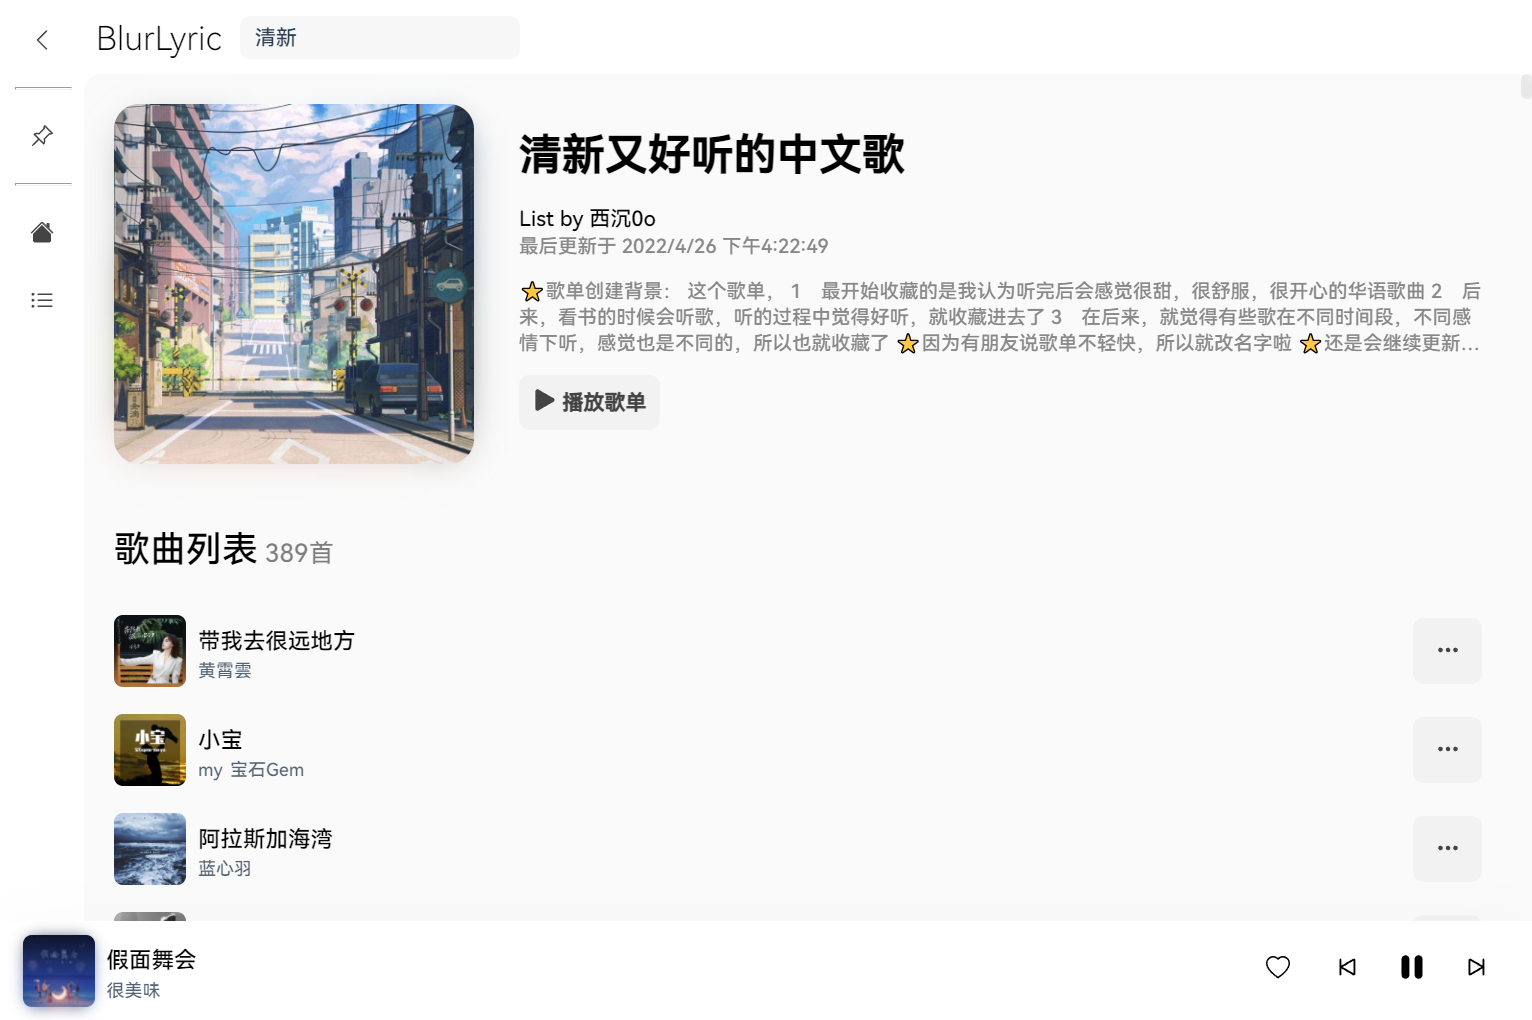 BlurLyric
清新
清新又好听的中文歌
List by 西沉0o
最后更新于 2022/4/26 下午4:22:49
⭐歌单创建背景： 这个歌单， 1 最开始收藏的是我认为听完后会感觉很甜，很舒服，很开心的华语歌曲 2 后
来，看书的时候会听歌，听的过程中觉得好听，就收藏进去了 3 在后来，就觉得有些歌在不同时间段，不同感
情下听，感觉也是不同的，所以也就收藏了 ⭐因为有朋友说歌单不轻快，所以就改名字啦 ⭐还是会继续更新...
播放歌单
歌曲列表 389首
带我去很远地方
黄霄雲
小宝
小宝
my 宝石Gem
阿拉斯加海湾
蓝心羽
假面舞会
假面舞会
很美味